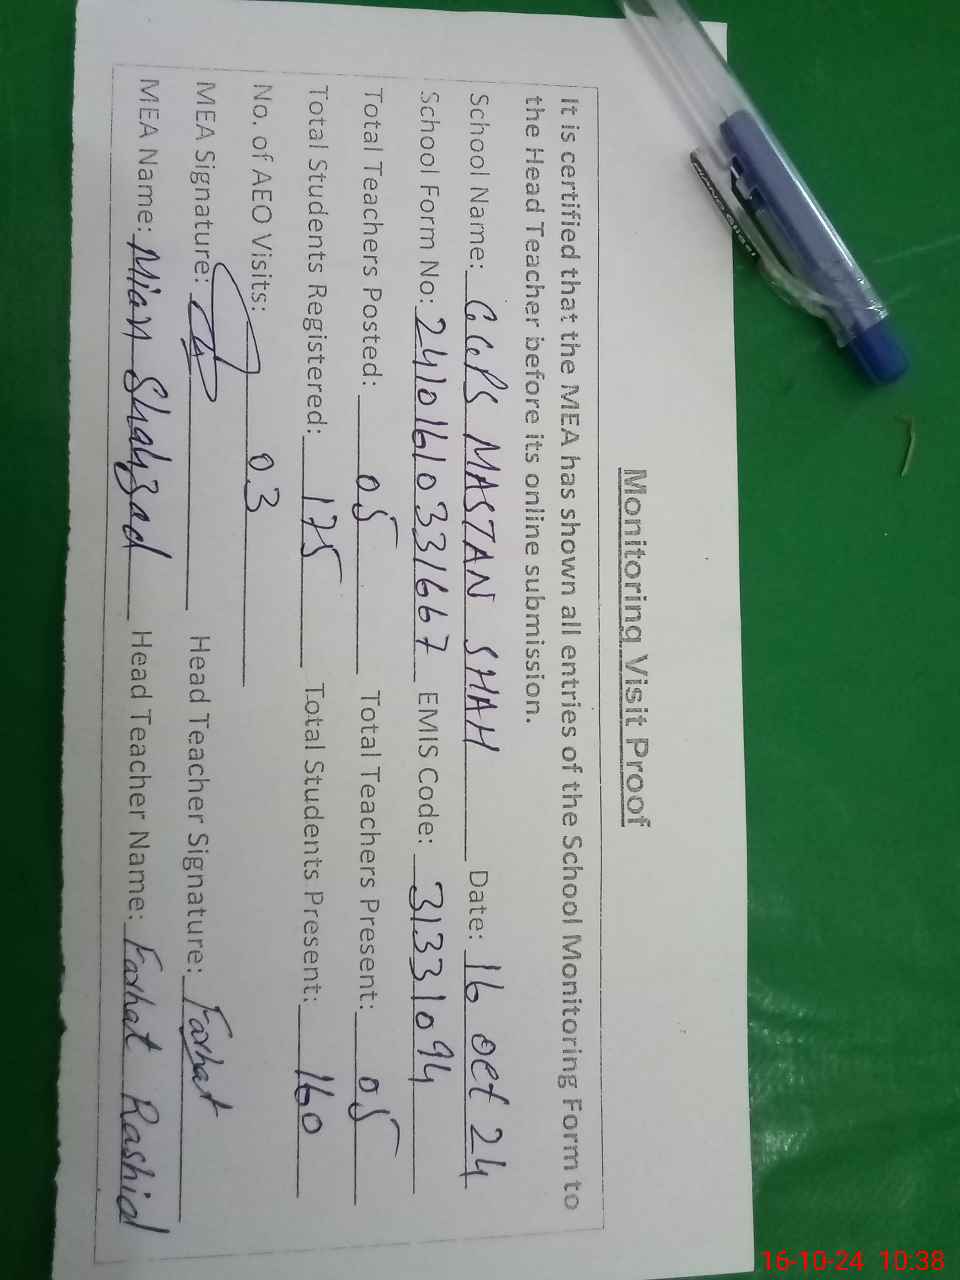 Monitoring Visit Proof
It is certified that the MEA has shown all entries of the School Monitoring Form to
the Head Teacher before its online submission.
School Name: GGPS MASTAN SHAH Date: 16 Oct 24
School Form No: 24101610331667 EMIS Code: 31331094
Total Teachers Posted: 05 Total Teachers Present: 05
Total Students Registered: 175 Total Students Present: 160
No. of AEO Visits: 03
MEA Signature: Head Teacher Signature: Farhat
MEA Name: Mian Shahzad Head Teacher Name: Farhat Rashid
16-10-24 10:38